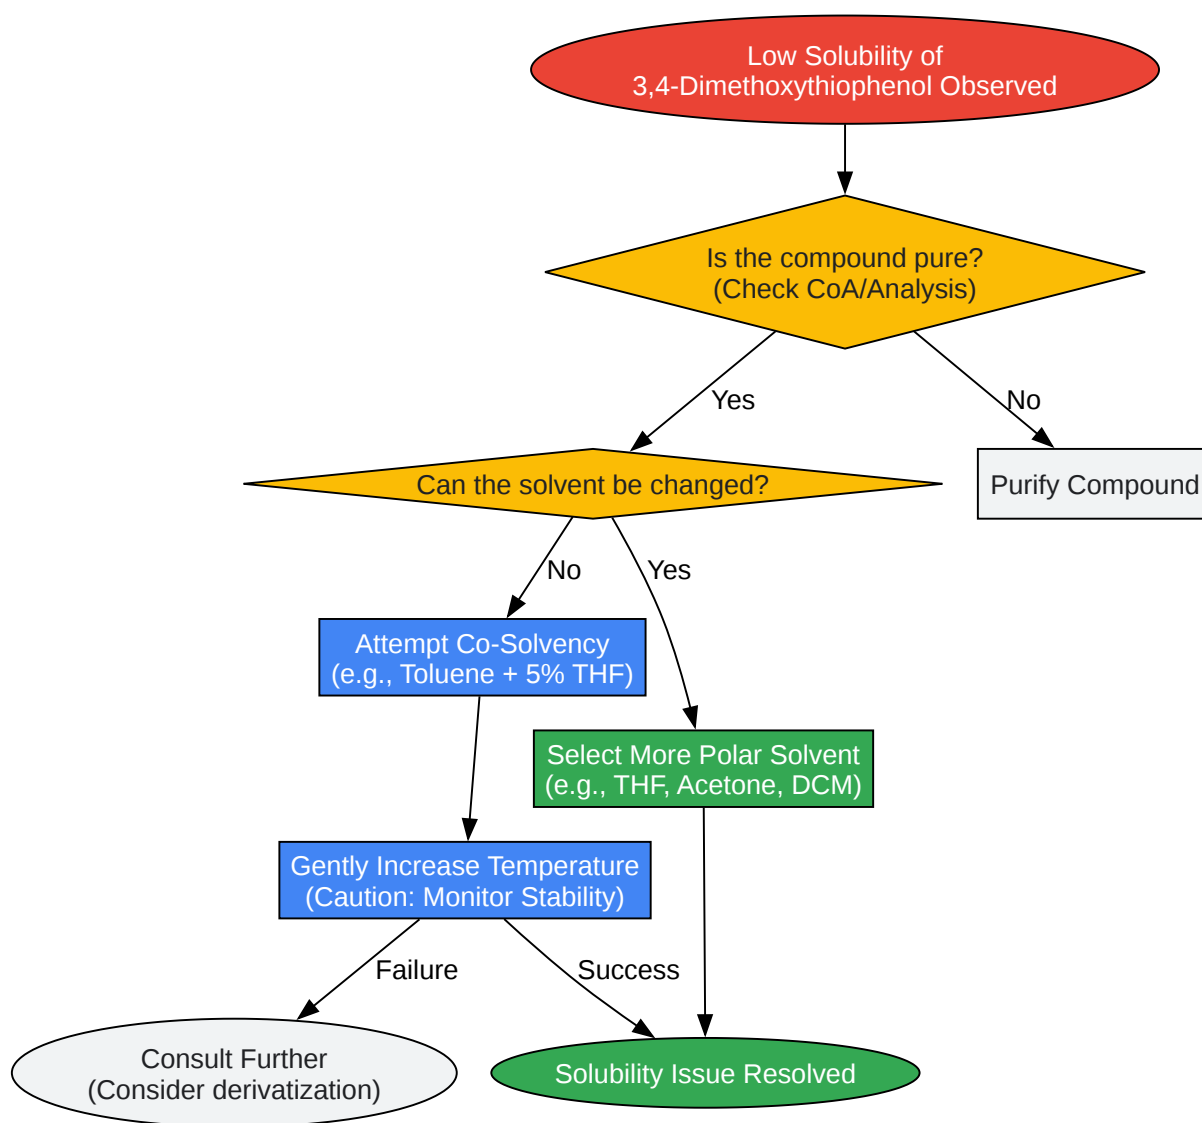 Low Solubility of
3,4-Dimethoxythiophenol Observed
Is the compound pure?
(Check CoA/Analysis)
Yes
No
Can the solvent be changed?
Purify Compound
No
Yes
Attempt Co-Solvency
(e.g., Toluene + 5% THF)
Select More Polar Solvent
(e.g., THF, Acetone, DCM)
Gently Increase Temperature
(Caution: Monitor Stability)
Failure
Success
Consult Further
(Consider derivatization)
Solubility Issue Resolved